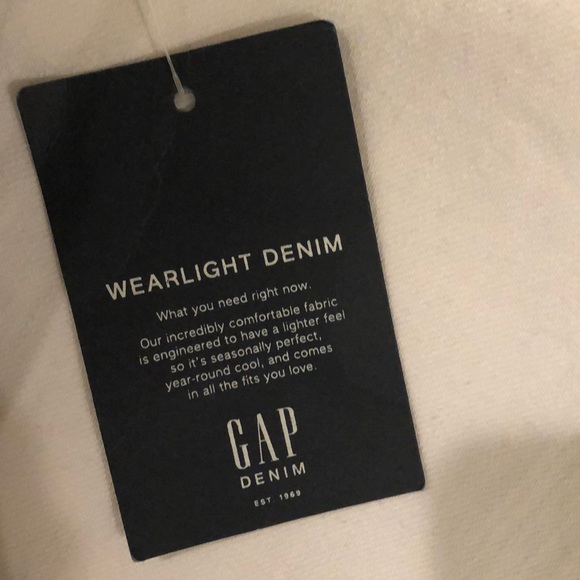 WEARLIGHT DENIM
What you need right now.
Our incredibly comfortable fabric
is engineered to have a lighter feel
so it's seasonally perfect,
year-round cool, and comes
in all the fits you love.
GAP
DENIM
EST. 1969